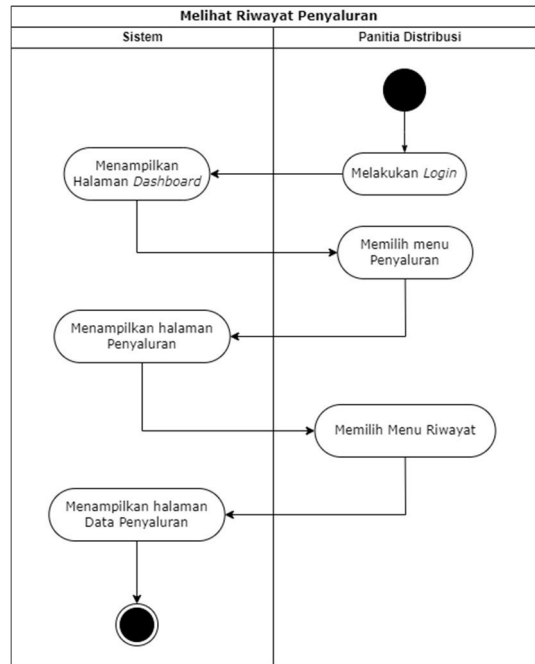 Melihat Riwayat Penyaluran
Sistem
Panitia Distribusi
Melakukan Login
Menampilkan
Halaman Dashboard
Memilih menu
Penyaluran
Menampilkan halaman
Penyaluran
Memilih Menu Riwayat
Menampilkan halaman
Data Penyaluran